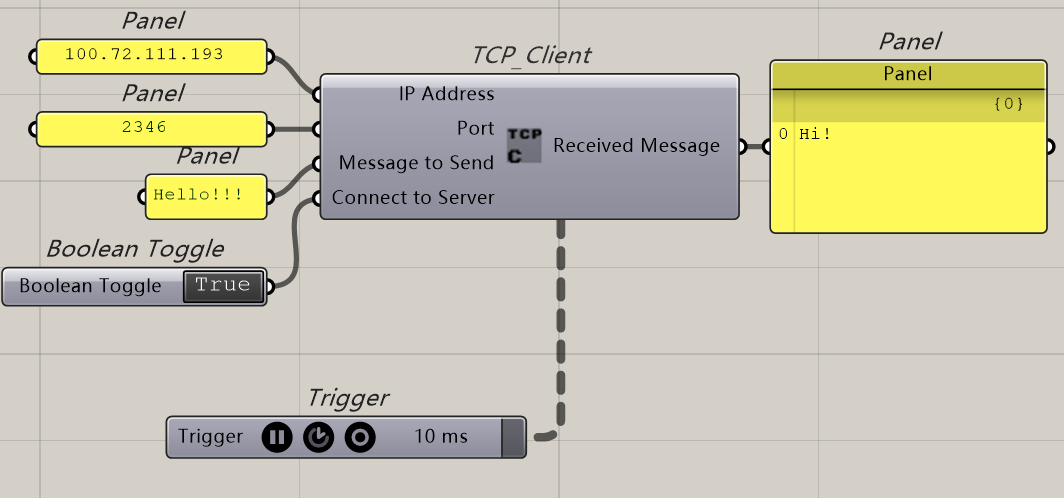 Panel
100.72.111.193
Panel
2346
Panel
Hello!!!
Boolean Toggle
Boolean Toggle True
TCP_Client
IP Address
Port
Message to Send
Connect to Server
TCP
C
Received Message
Panel
Panel
{0}
0 Hi!
Trigger
Trigger 10 ms